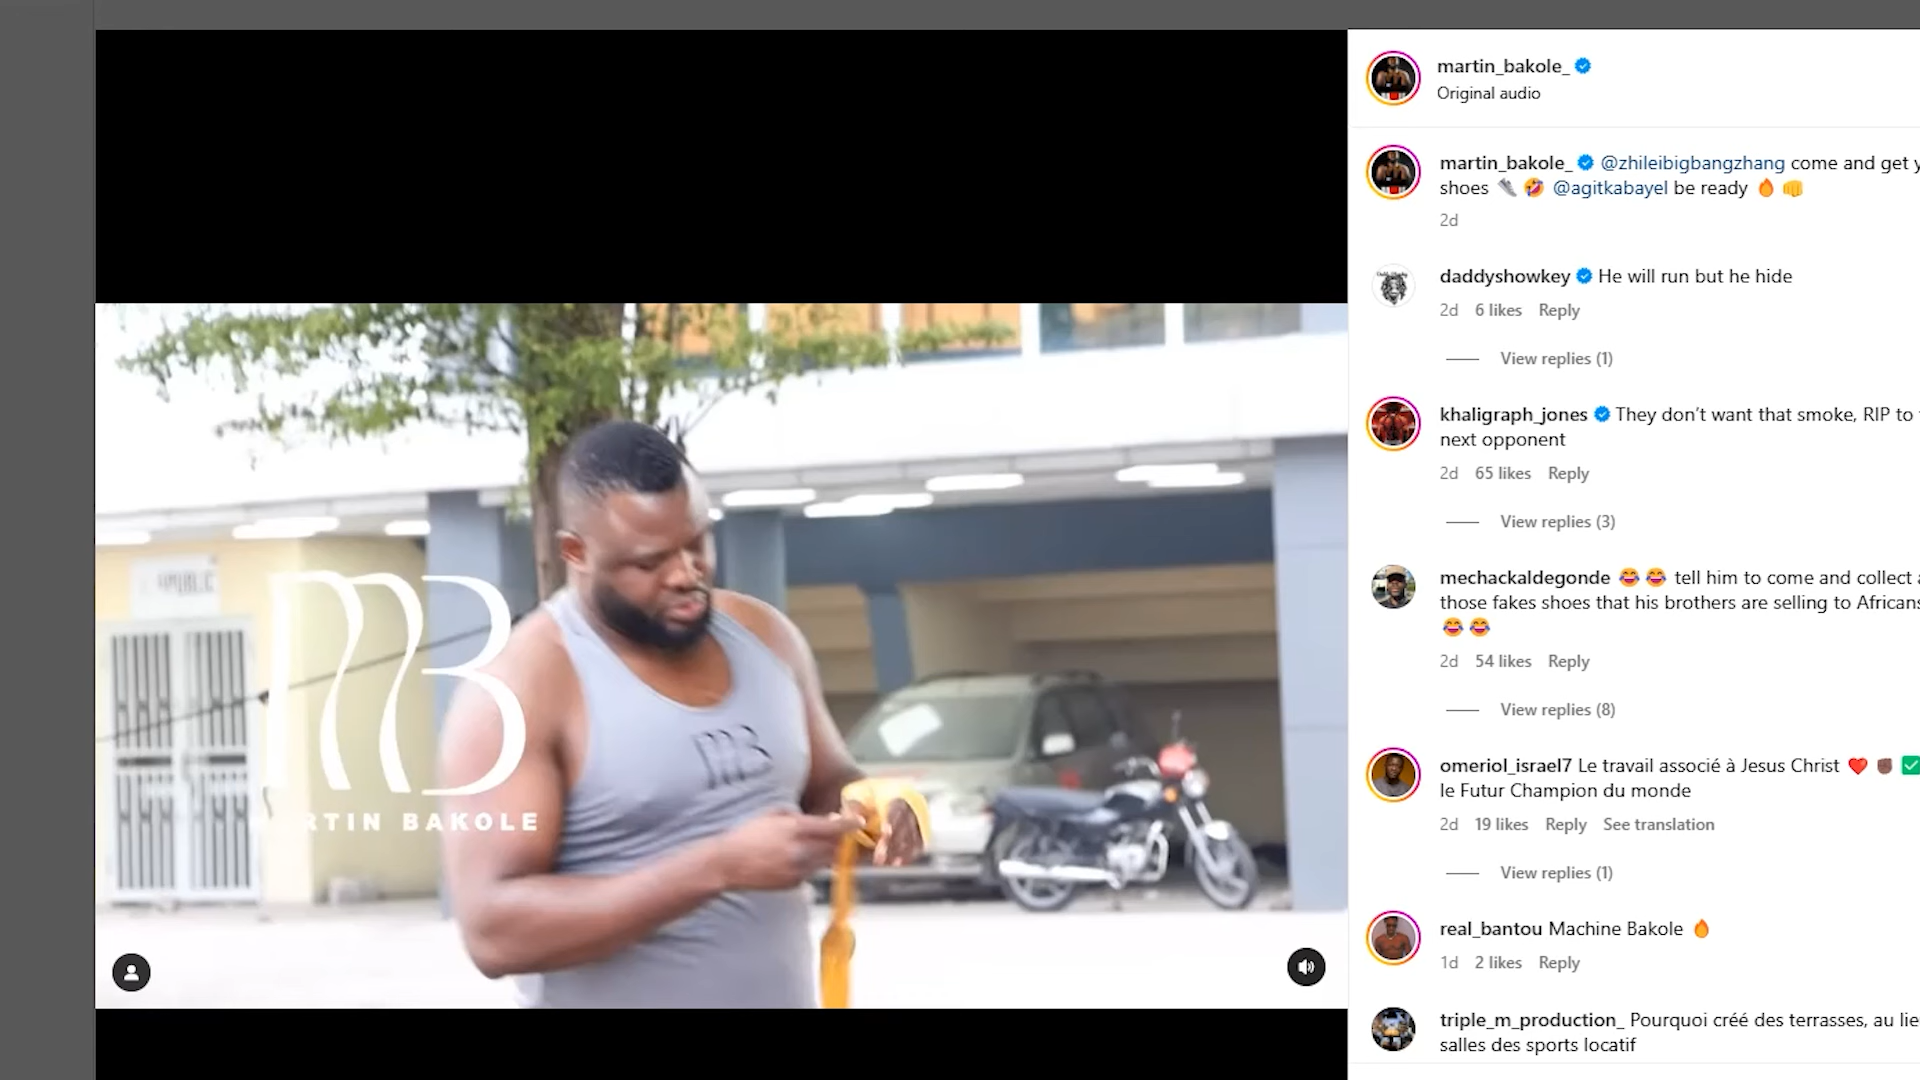 martin_bakole_
Original audio
martin_bakole_ @zhileibigbangzhang come and get
shoes 👟 🤣 @agitkabayel be ready 🔥 👊
2d
daddyshowkey He will run but he hide
2d 6 likes Reply
View replies (1)
khaligraph_jones They don’t want that smoke, RIP to
next opponent
2d 65 likes Reply
View replies (3)
mechackaldegonde 😂 😂 tell him to come and collect
those fakes shoes that his brothers are selling to Africans
😂 😂
2d 54 likes Reply
View replies (8)
omeriol_israel7 Le travail associé à Jesus Christ ❤️ ✊🏿 ✅
le Futur Champion du monde
2d 19 likes Reply See translation
View replies (1)
real_bantou Machine Bakole 🔥
1d 2 likes Reply
triple_m_production_ Pourquoi créé des terrasses, au
salles des sports locatif
MB
BAKOLE
MB